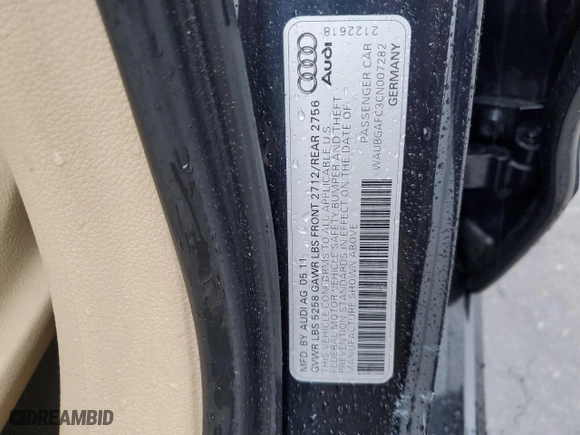 21222618
Audi
PASSENGER CAR
WAUBGAFC3CN007282
GERMANY
MFD BY AUDI AG 05 11
GVWR LBS 5258 GAWR LBS FRONT 2712/REAR 2756
THIS VEHICLE CONFORMS TO ALL APPLICABLE U.S
FEDERAL MOTOR VEHICLE SAFETY BUMPER AND THEFT
PREVENTION STANDARDS IN EFFECT ON THE DATE OF
MANUFACTURE SHOWN ABOVE
DREAMBID